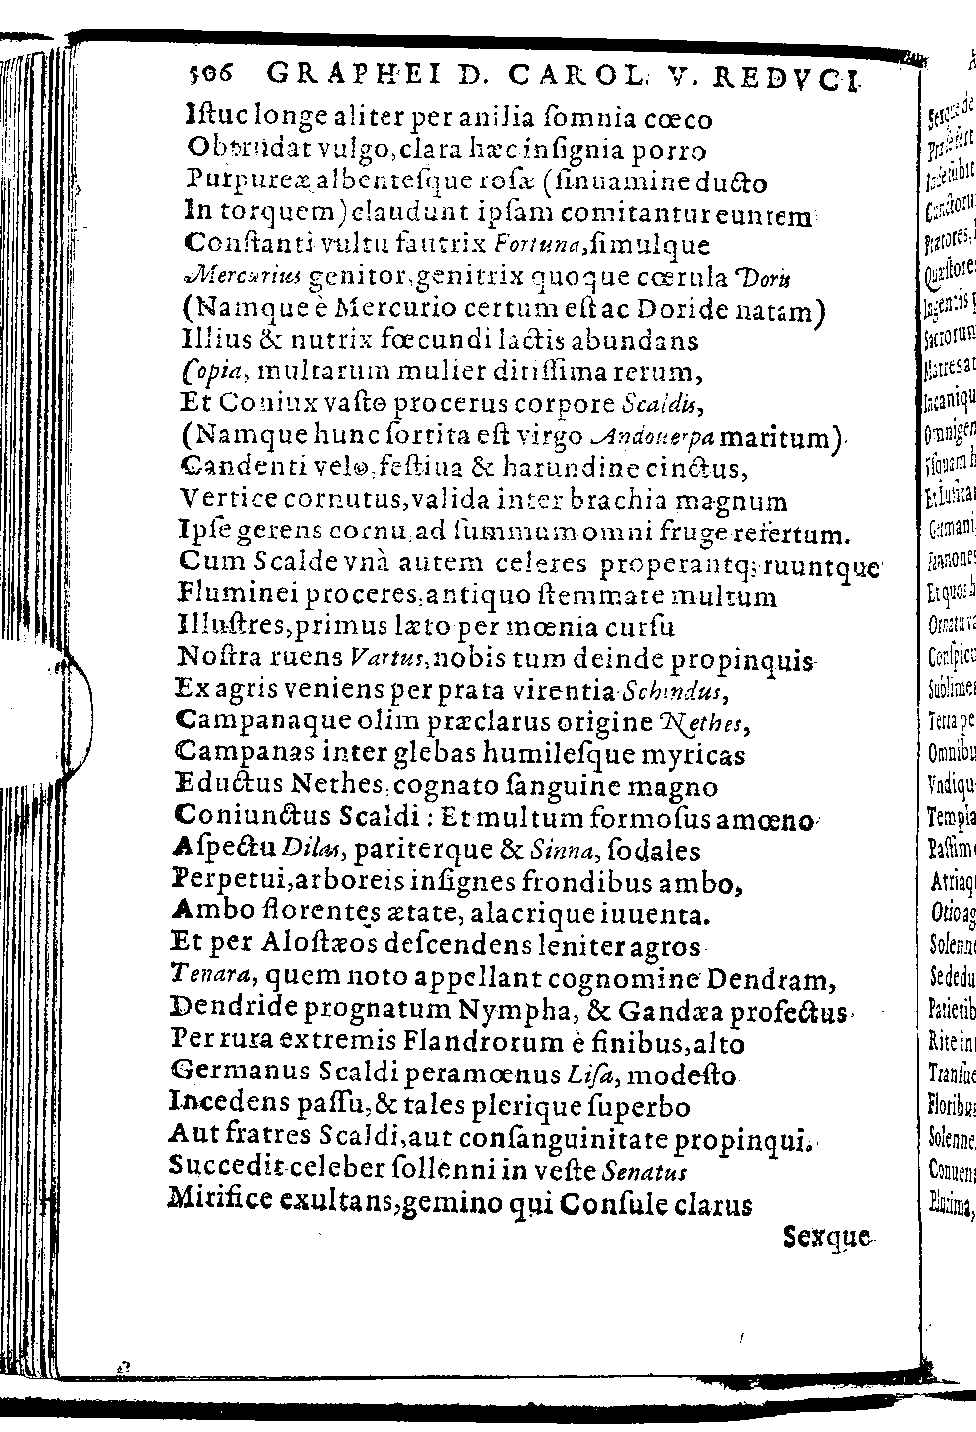 506 GRAPHEI D. CAROL. V. REDVCI
Iſtuc longe aliter per anilia ſomnia cœco
Obtrudat vulgo, clara hæc inſignia porro
Purpureæ albenteſque roſæ (ſinuamine ducto
In torquem) claudunt ipſam comitantur euntem
Conſtanti vultu fautrix Fortuna, ſimulque
Mercurius genitor, genitrix quoque cœrula Doris
(Namque è Mercurio certum eſt ac Doride natam)
Illius & nutrix fœcundi lactis abundans
Copia, multarum mulier ditiſſima rerum,
Et Coniux vaſto procerus corpore Scaldis,
(Namque hunc ſortita eſt virgo Andouerpa maritum)
Candenti velo, feſtiua & harundine cinctus,
Vertice cornutus, valida inter brachia magnum
Ipſe gerens cornu, ad ſummum omni fruge refertum.
Cum Scalde vnà autem celeres properantq; ruuntque
Fluminei proceres, antiquo ſtemmate multum
Illuſtres, primus læto per mœnia curſu
Noſtra ruens Vartus, nobis tum deinde propinquis
Ex agris veniens per prata virentia Schindus,
Campanaque olim præclarus origine Nethes,
Campanas inter glebas humileſque myricas
Eductus Nethes, cognato ſanguine magno
Coniunctus Scaldi : Et multum formoſus amœno
Aſpectu Dilas, pariterque & Sinna, ſodales
Perpetui, arboreis inſignes frondibus ambo,
Ambo florentes ætate, alacrique iuuenta.
Et per Aloſtæos deſcendens leniter agros
Tenara, quem noto appellant cognomine Dendram,
Dendride prognatum Nympha, & Gandæa profectus
Per rura extremis Flandrorum è finibus, alto
Germanus Scaldi peramœnus Liſa, modeſto
Incedens paſſu, & tales plerique ſuperbo
Aut fratres Scaldi, aut conſanguinitate propinqui.
Succedit celeber ſollenni in veſte Senatus
Mirifice exultans, gemino qui Conſule clarus
Sexque